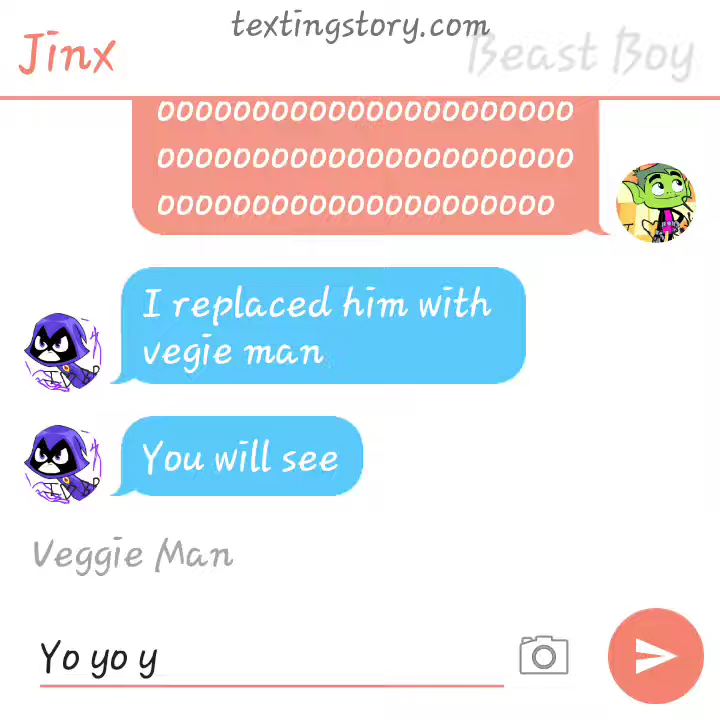 textingstory.com
Jinx
Beast Boy
oooooooooooooooooooooo
oooooooooooooooooooooo
ooooooooooooooooooooo
I replaced him with
vegie man
You will see
Veggie Man
Yo yo y